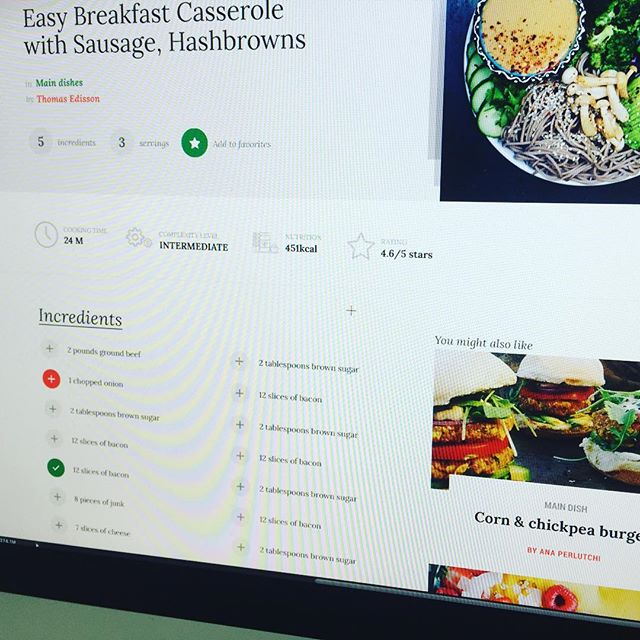 Easy Breakfast Casserole
with Sausage, Hashbrowns
in Main dishes
by Thomas Edisson
5 ingredients 3 servings Add to favorites
COOKING TIME
24 M
COMPLEXITY LEVEL
INTERMEDIATE
NUTRITION
451kcal
RATING
4.6/5 stars
Incredients
2 pounds ground beef
1 chopped onion
2 tablespoons brown sugar
12 slices of bacon
12 slices of bacon
8 pieces of junk
7 slices of cheese
2 tablespoons brown sugar
12 slices of bacon
2 tablespoons brown sugar
12 slices of bacon
2 tablespoons brown sugar
12 slices of bacon
2 tablespoons brown sugar
You might also like
MAIN DISH
Corn & chickpea burge
BY ANA PERLUTCHI